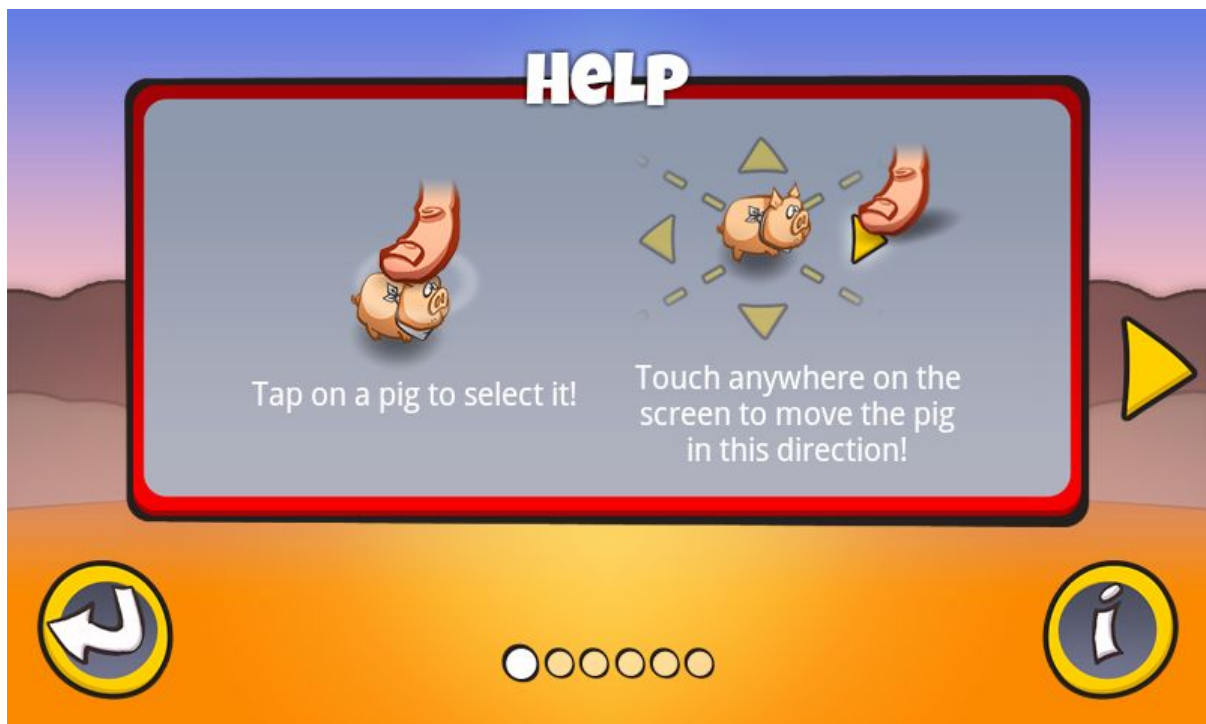 HeLP
Tap on a pig to select it!
Touch anywhere on the
screen to move the pig
in this direction!
i